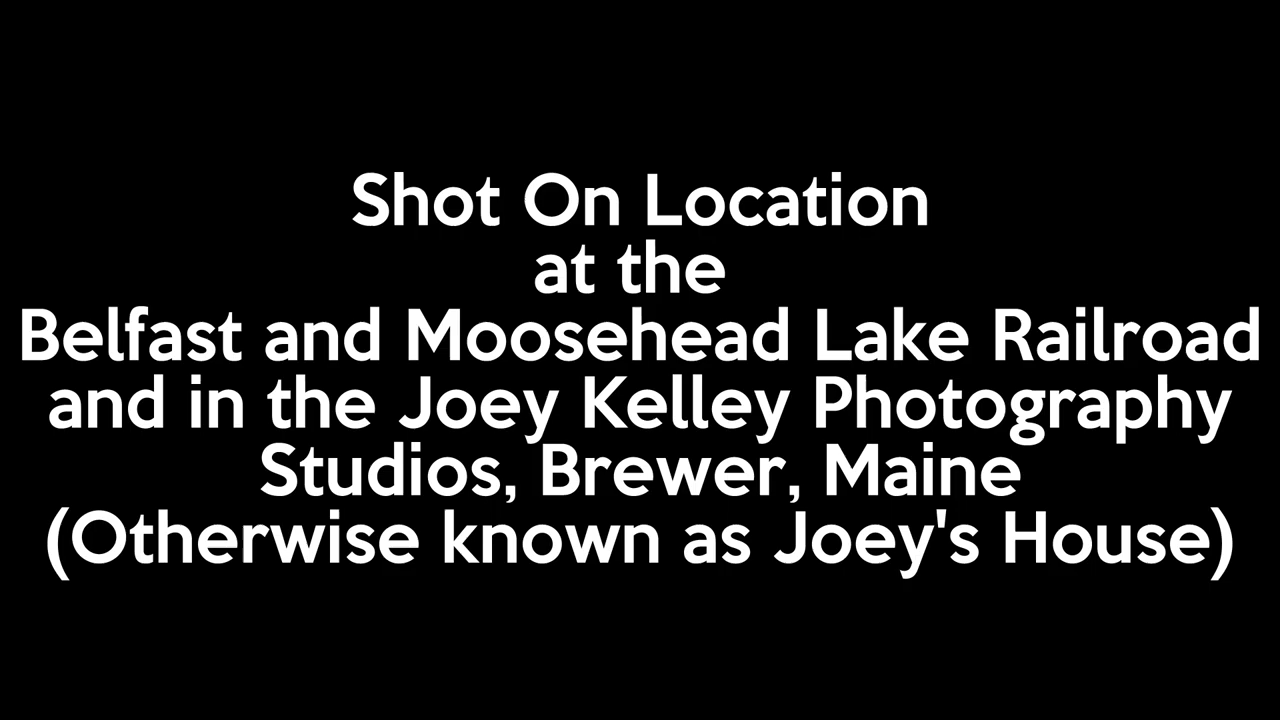 Shot On Location
at the
Belfast and Moosehead Lake Railroad
and in the Joey Kelley Photography
Studios, Brewer, Maine
(Otherwise known as Joey's House)